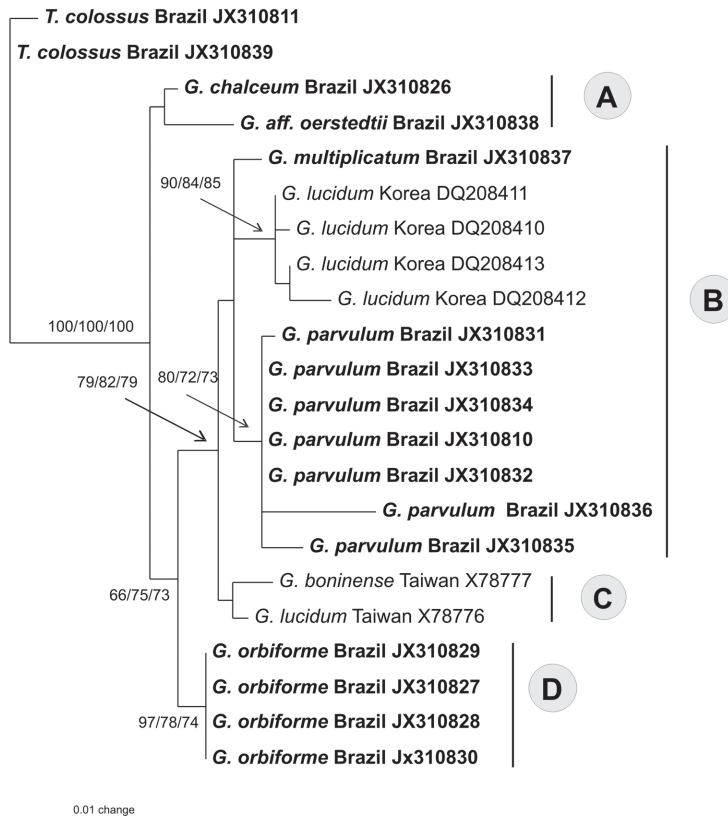 T. colossus Brazil JX310811
T. colossus Brazil JX310839
G. chalceum Brazil JX310826
A
G. aff. oerstedtii Brazil JX310838
G. multiplicatum Brazil JX310837
90/84/85
G. lucidum Korea DQ208411
G. lucidum Korea DQ208410
G. lucidum Korea DQ208413
G. lucidum Korea DQ208412
B
100/100/100
G. parvulum Brazil JX310831
G. parvulum Brazil JX310833
79/82/79
80/72/73
G. parvulum Brazil JX310834
G. parvulum Brazil JX310810
G. parvulum Brazil JX310832
G. parvulum Brazil JX310836
G. parvulum Brazil JX310835
G. boninense Taiwan X78777
C
66/75/73
G. lucidum Taiwan X78776
G. orbiforme Brazil JX310829
G. orbiforme Brazil JX310827
D
97/78/74
G. orbiforme Brazil JX310828
G. orbiforme Brazil Jx310830
0.01 change